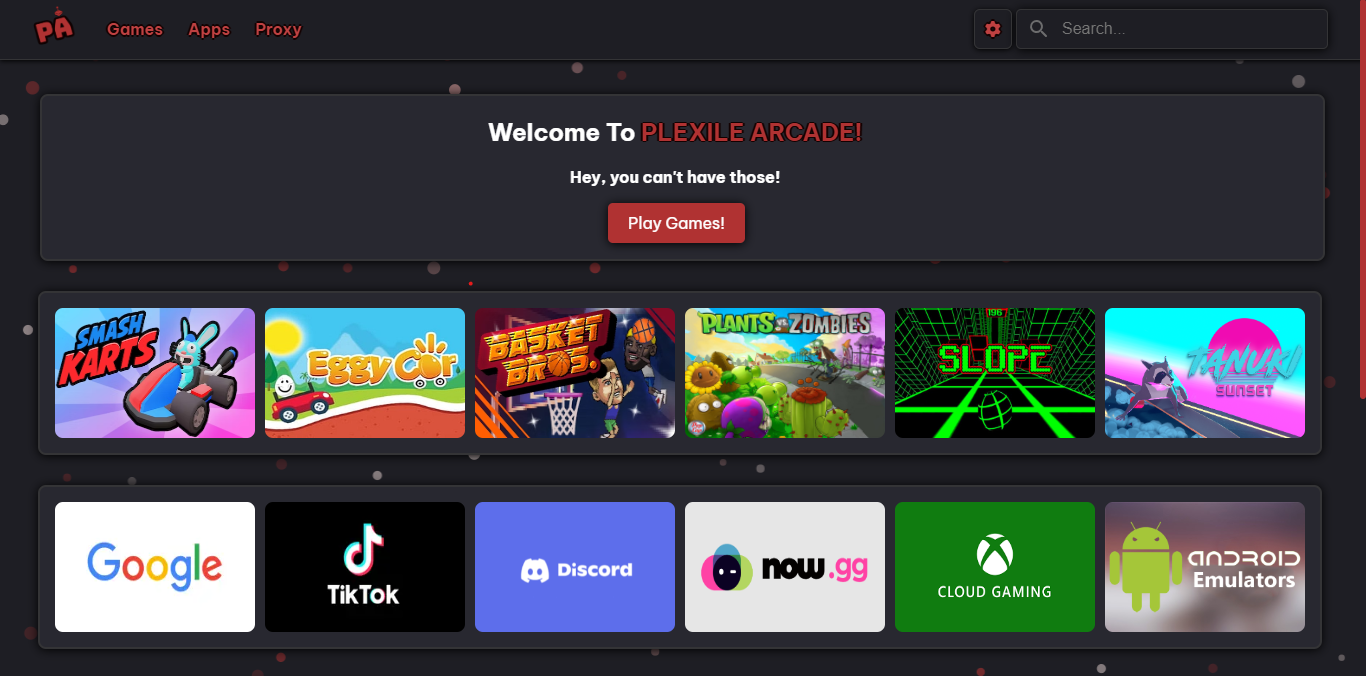 PA
Games Apps Proxy
Search...
Welcome To PLEXILE ARCADE!
Hey, you can't have those!
Play Games!
SMASH
KARTS
Eggy Car
BASKET
BROS.
PLANTS vs. ZOMBIES
196
SLOPE
TANUKI
SUNSET
Google
TikTok
Discord
now.gg
CLOUD GAMING
ANDROID
Emulators